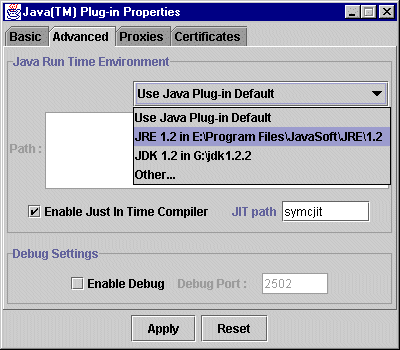 Java(TM) Plug-in Properties
Basic Advanced Proxies Certificates
Java Run Time Environment
Use Java Plug-in Default
Use Java Plug-in Default
JRE 1.2 in E:\Program Files\JavaSoft\JRE\1.2
Path :
JDK 1.2 in G:\jdk1.2.2
Other...
Enable Just In Time Compiler JIT path symcjit
Debug Settings
Enable Debug Debug Port : 2502
Apply Reset